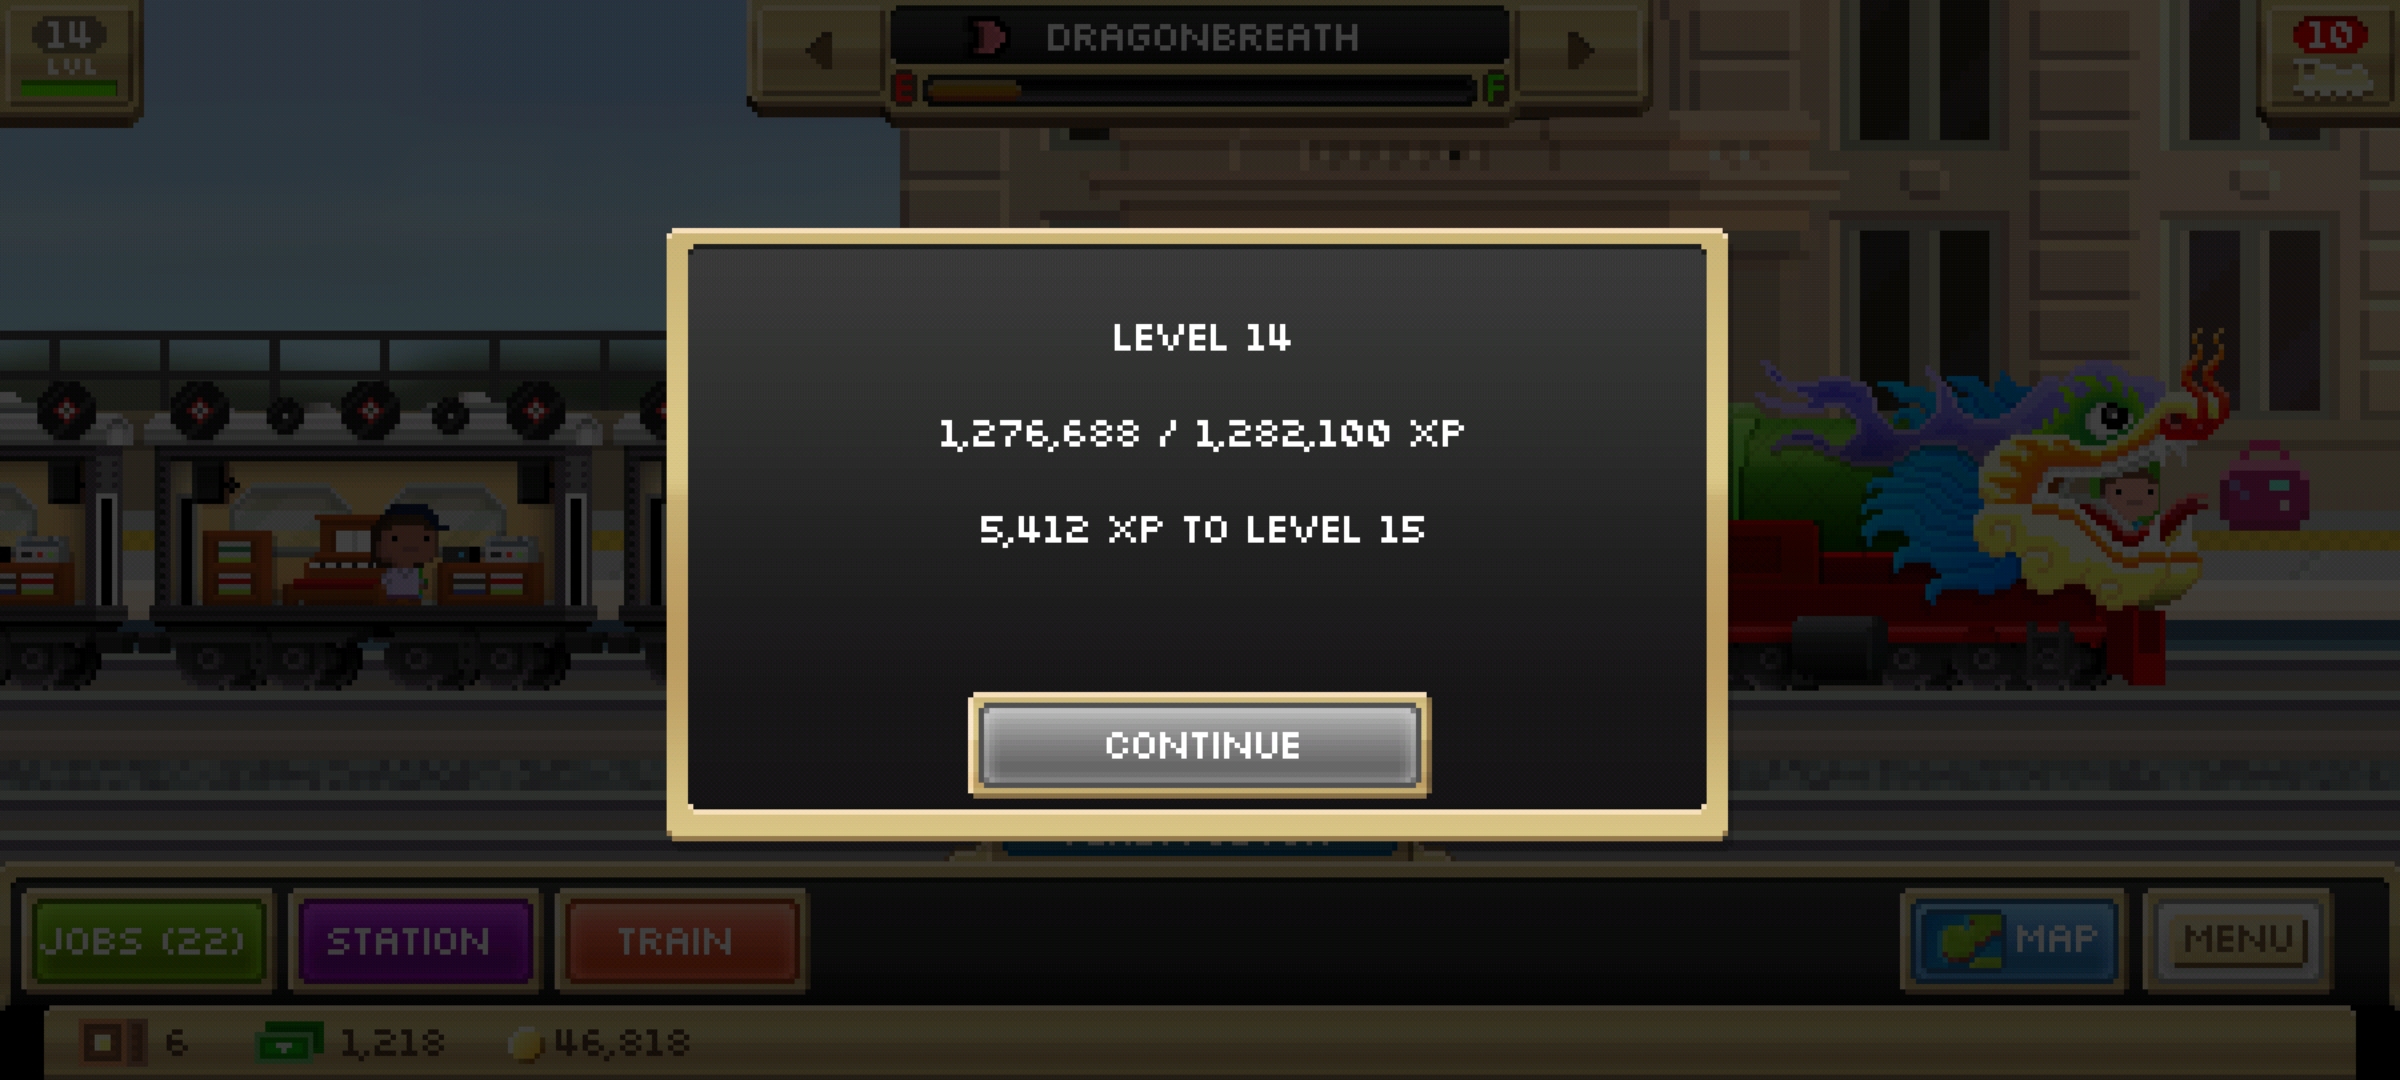 14
LVL
DRAGONBREATH
E
F
10
LEVEL 14
1,276,688 / 1,282,100 XP
5,412 XP TO LEVEL 15
CONTINUE
JOBS (22)
STATION
TRAIN
MAP
MENU
6
1,218
46,818